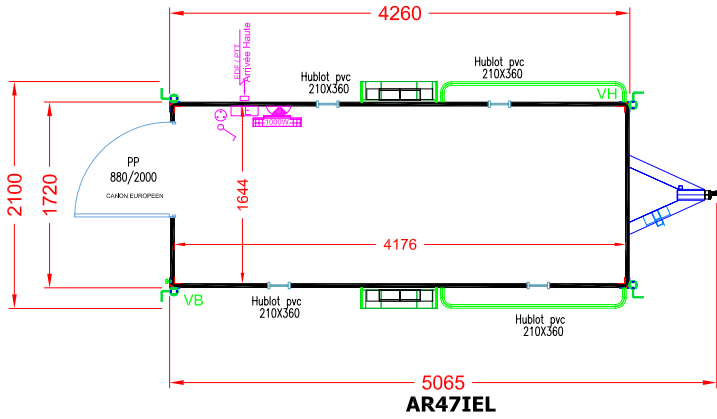 4260
EDF / PTT
Arrivée Haute
Hublot pvc
210X360
Hublot pvc
210X360
VH
E
1000W
PP
880/2000
CANON EUROPEEN
2100
1720
1644
4176
VB
Hublot pvc
210X360
Hublot pvc
210X360
5065
AR47IEL